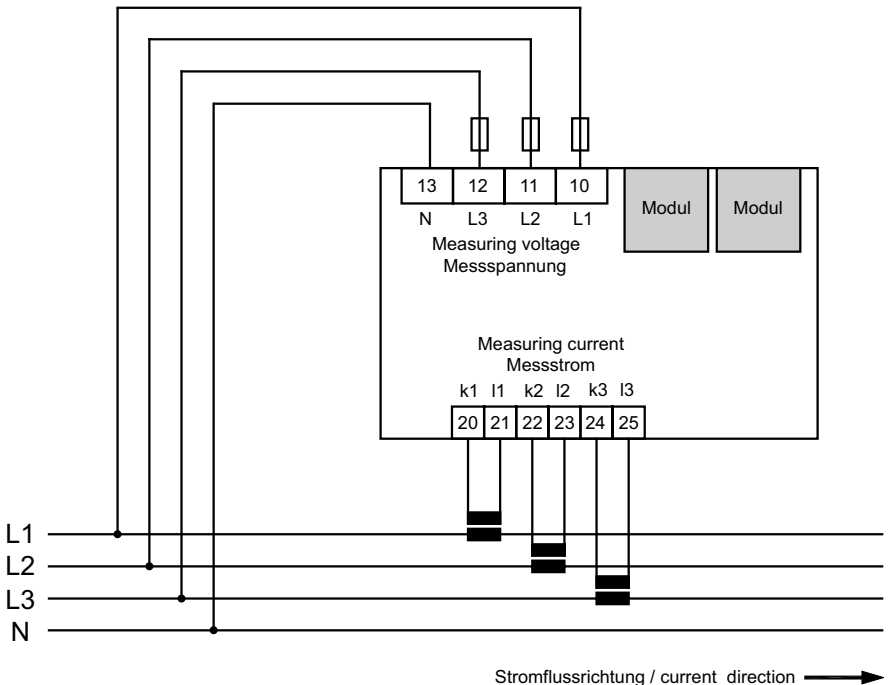 13 12 11 10
N L3 L2 L1
Measuring voltage
Messspannung
Modul
Modul
Measuring current
Messstrom
k1 l1 k2 l2 k3 l3
20 21 22 23 24 25
L1
L2
L3
N
Stromflussrichtung / current direction